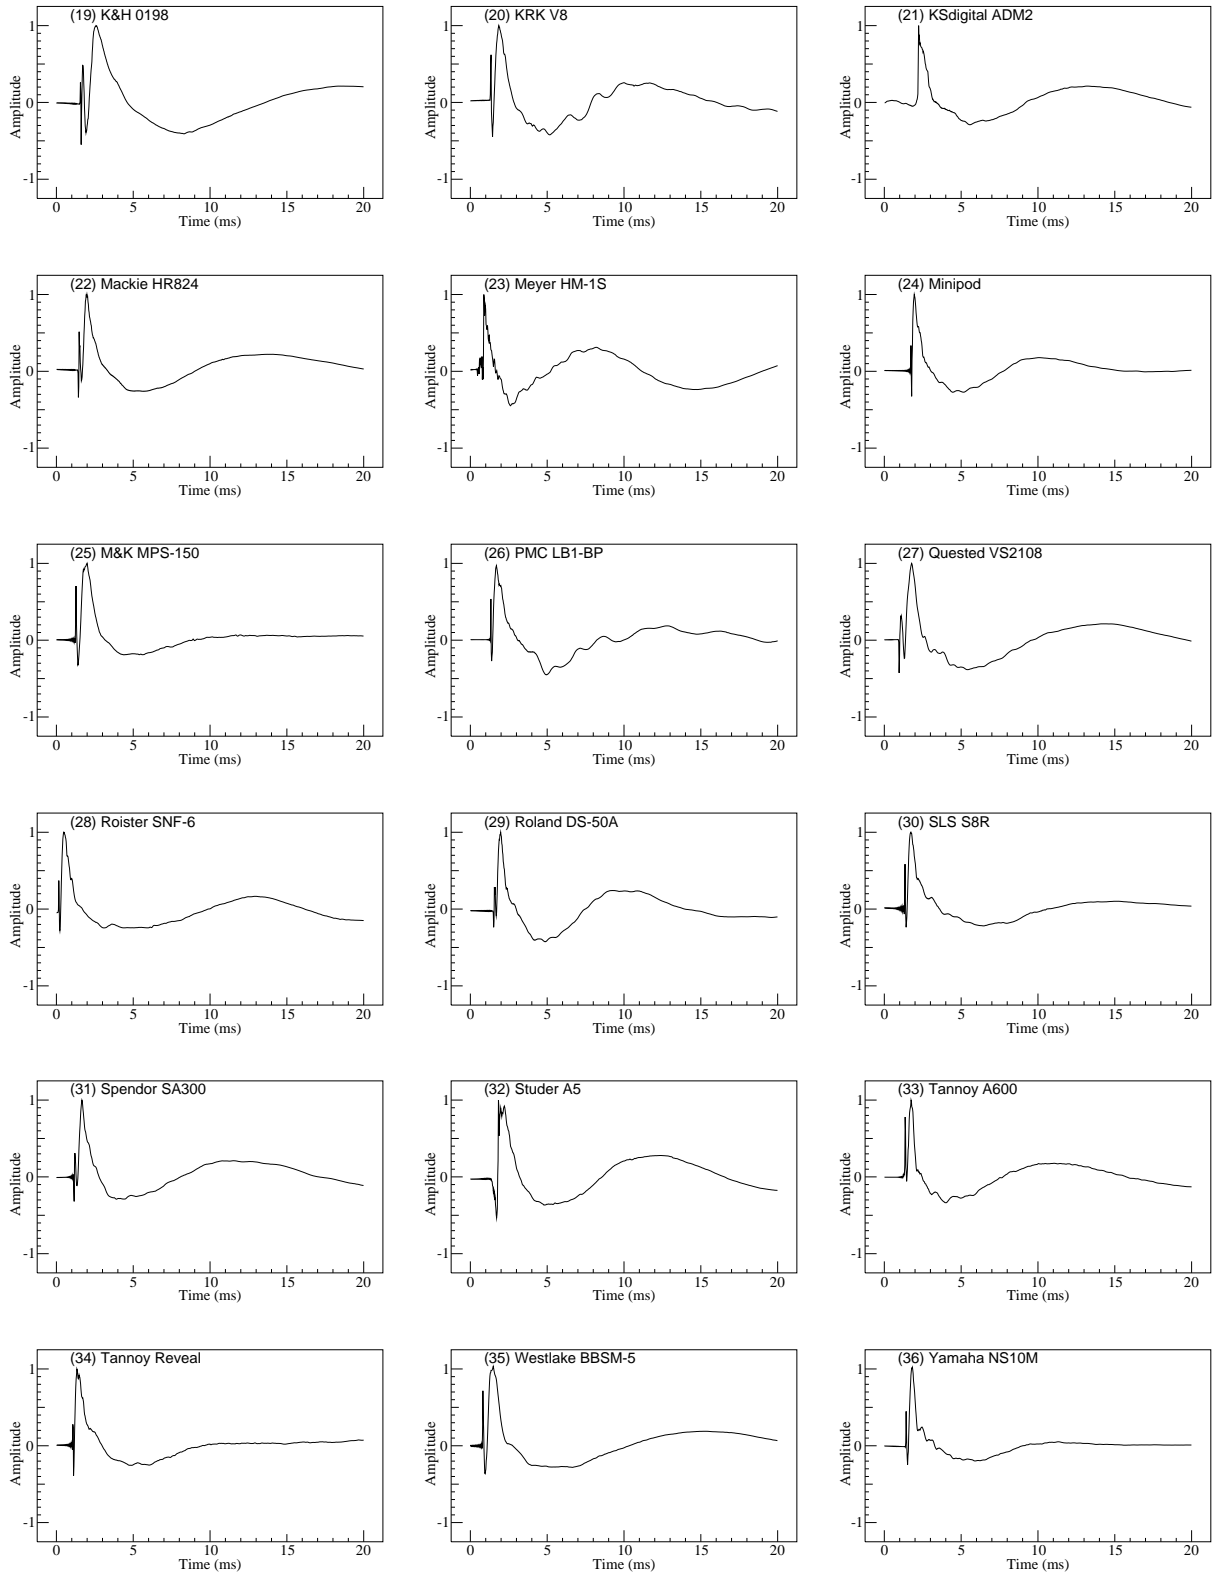 (19) K&H 0198
1
0
-1
Amplitude
0 5 10 15 20
Time (ms)
(20) KRK V8
1
0
-1
Amplitude
0 5 10 15 20
Time (ms)
(21) KSdigital ADM2
1
0
-1
Amplitude
0 5 10 15 20
Time (ms)
(22) Mackie HR824
1
0
-1
Amplitude
0 5 10 15 20
Time (ms)
(23) Meyer HM-1S
1
0
-1
Amplitude
0 5 10 15 20
Time (ms)
(24) Minipod
1
0
-1
Amplitude
0 5 10 15 20
Time (ms)
(25) M&K MPS-150
1
0
-1
Amplitude
0 5 10 15 20
Time (ms)
(26) PMC LB1-BP
1
0
-1
Amplitude
0 5 10 15 20
Time (ms)
(27) Quested VS2108
1
0
-1
Amplitude
0 5 10 15 20
Time (ms)
(28) Roister SNF-6
1
0
-1
Amplitude
0 5 10 15 20
Time (ms)
(29) Roland DS-50A
1
0
-1
Amplitude
0 5 10 15 20
Time (ms)
(30) SLS S8R
1
0
-1
Amplitude
0 5 10 15 20
Time (ms)
(31) Spendor SA300
1
0
-1
Amplitude
0 5 10 15 20
Time (ms)
(32) Studer A5
1
0
-1
Amplitude
0 5 10 15 20
Time (ms)
(33) Tannoy A600
1
0
-1
Amplitude
0 5 10 15 20
Time (ms)
(34) Tannoy Reveal
1
0
-1
Amplitude
0 5 10 15 20
Time (ms)
(35) Westlake BBSM-5
1
0
-1
Amplitude
0 5 10 15 20
Time (ms)
(36) Yamaha NS10M
1
0
-1
Amplitude
0 5 10 15 20
Time (ms)